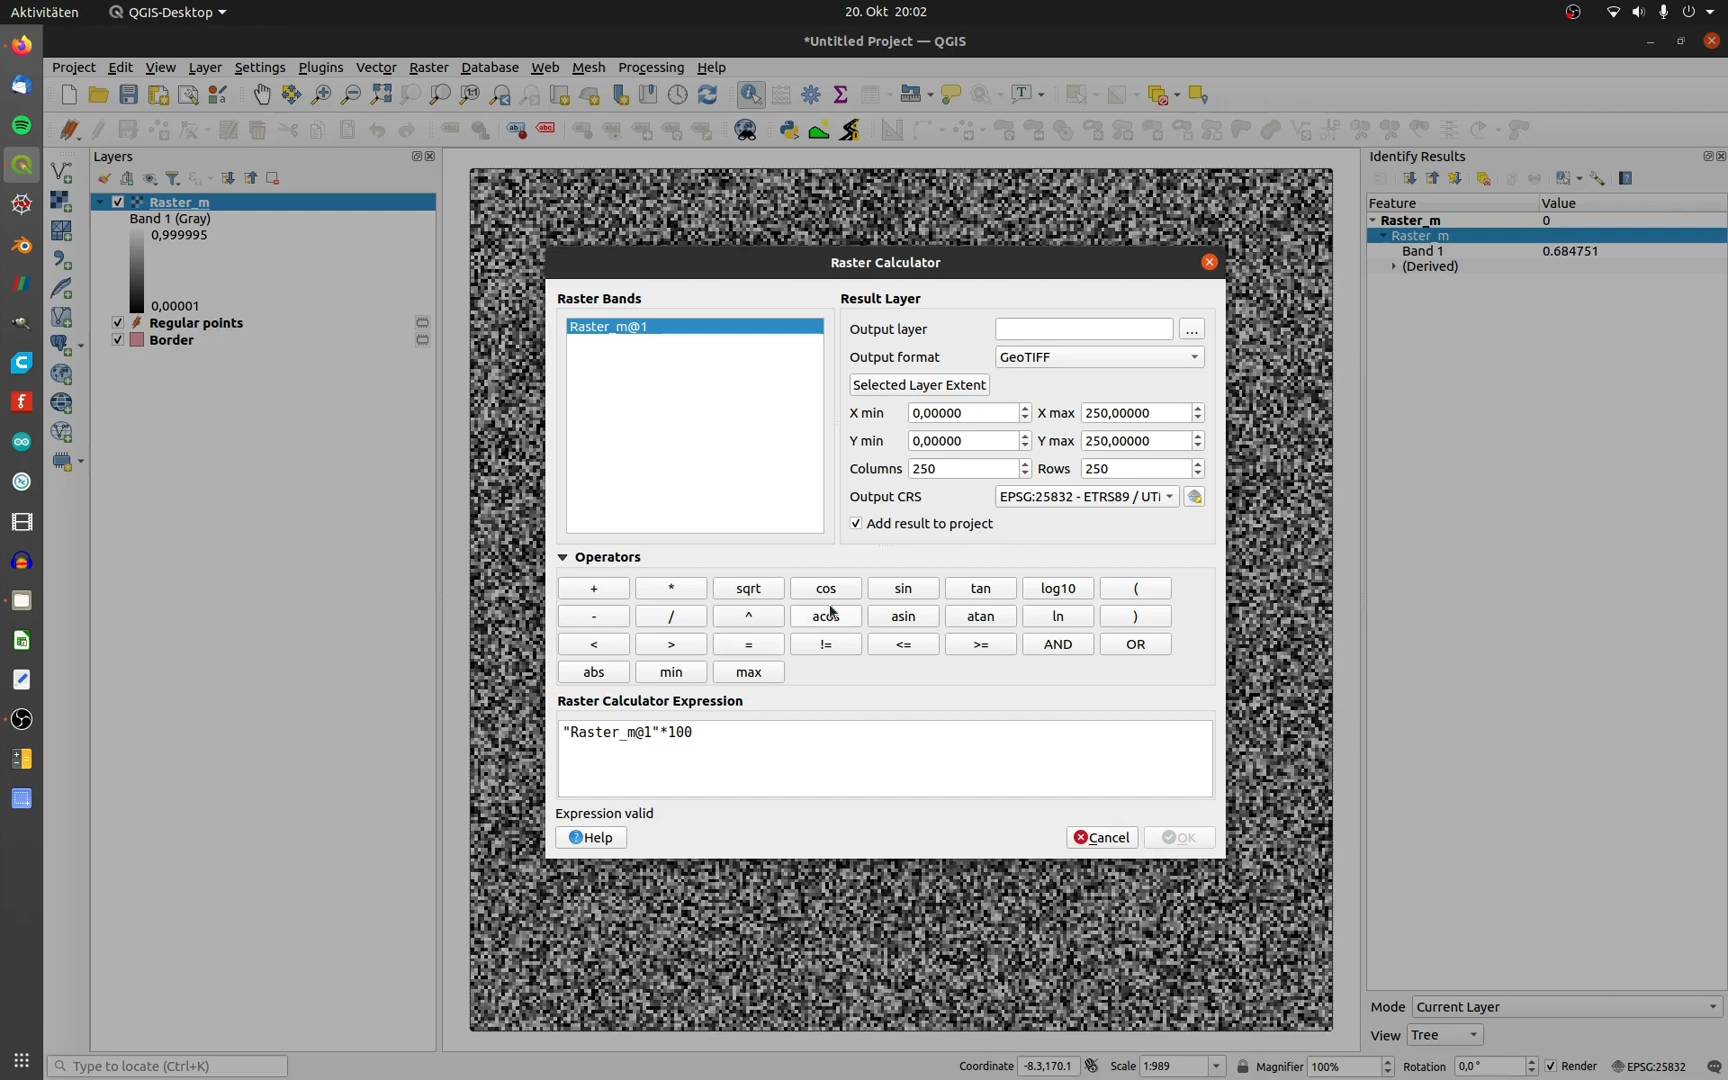 Aktivitäten QGIS-Desktop 20. Okt 20:02
*Untitled Project — QGIS
Project Edit View Layer Settings Plugins Vector Raster Database Web Mesh Processing Help
Layers
Raster_m
Band 1 (Gray)
0,999995
0,00001
Regular points
Border
Identify Results
Feature Value
Raster_m 0
Raster_m
Band 1 0.684751
(Derived)
Raster Calculator
Raster Bands
Raster_m@1
Result Layer
Output layer ...
Output format GeoTIFF
Selected Layer Extent
X min 0,00000 X max 250,00000
Y min 0,00000 Y max 250,00000
Columns 250 Rows 250
Output CRS EPSG:25832 - ETRS89 / UTI
Add result to project
Operators
+ * sqrt cos sin tan log10 (
- / ^ acos asin atan ln )
< > = != <= >= AND OR
abs min max
Raster Calculator Expression
"Raster_m@1"*100
Expression valid
Help Cancel OK
Mode Current Layer
View Tree
Type to locate (Ctrl+K) Coordinate -8.3,170.1 Scale 1:989 Magnifier 100% Rotation 0,0° Render EPSG:25832